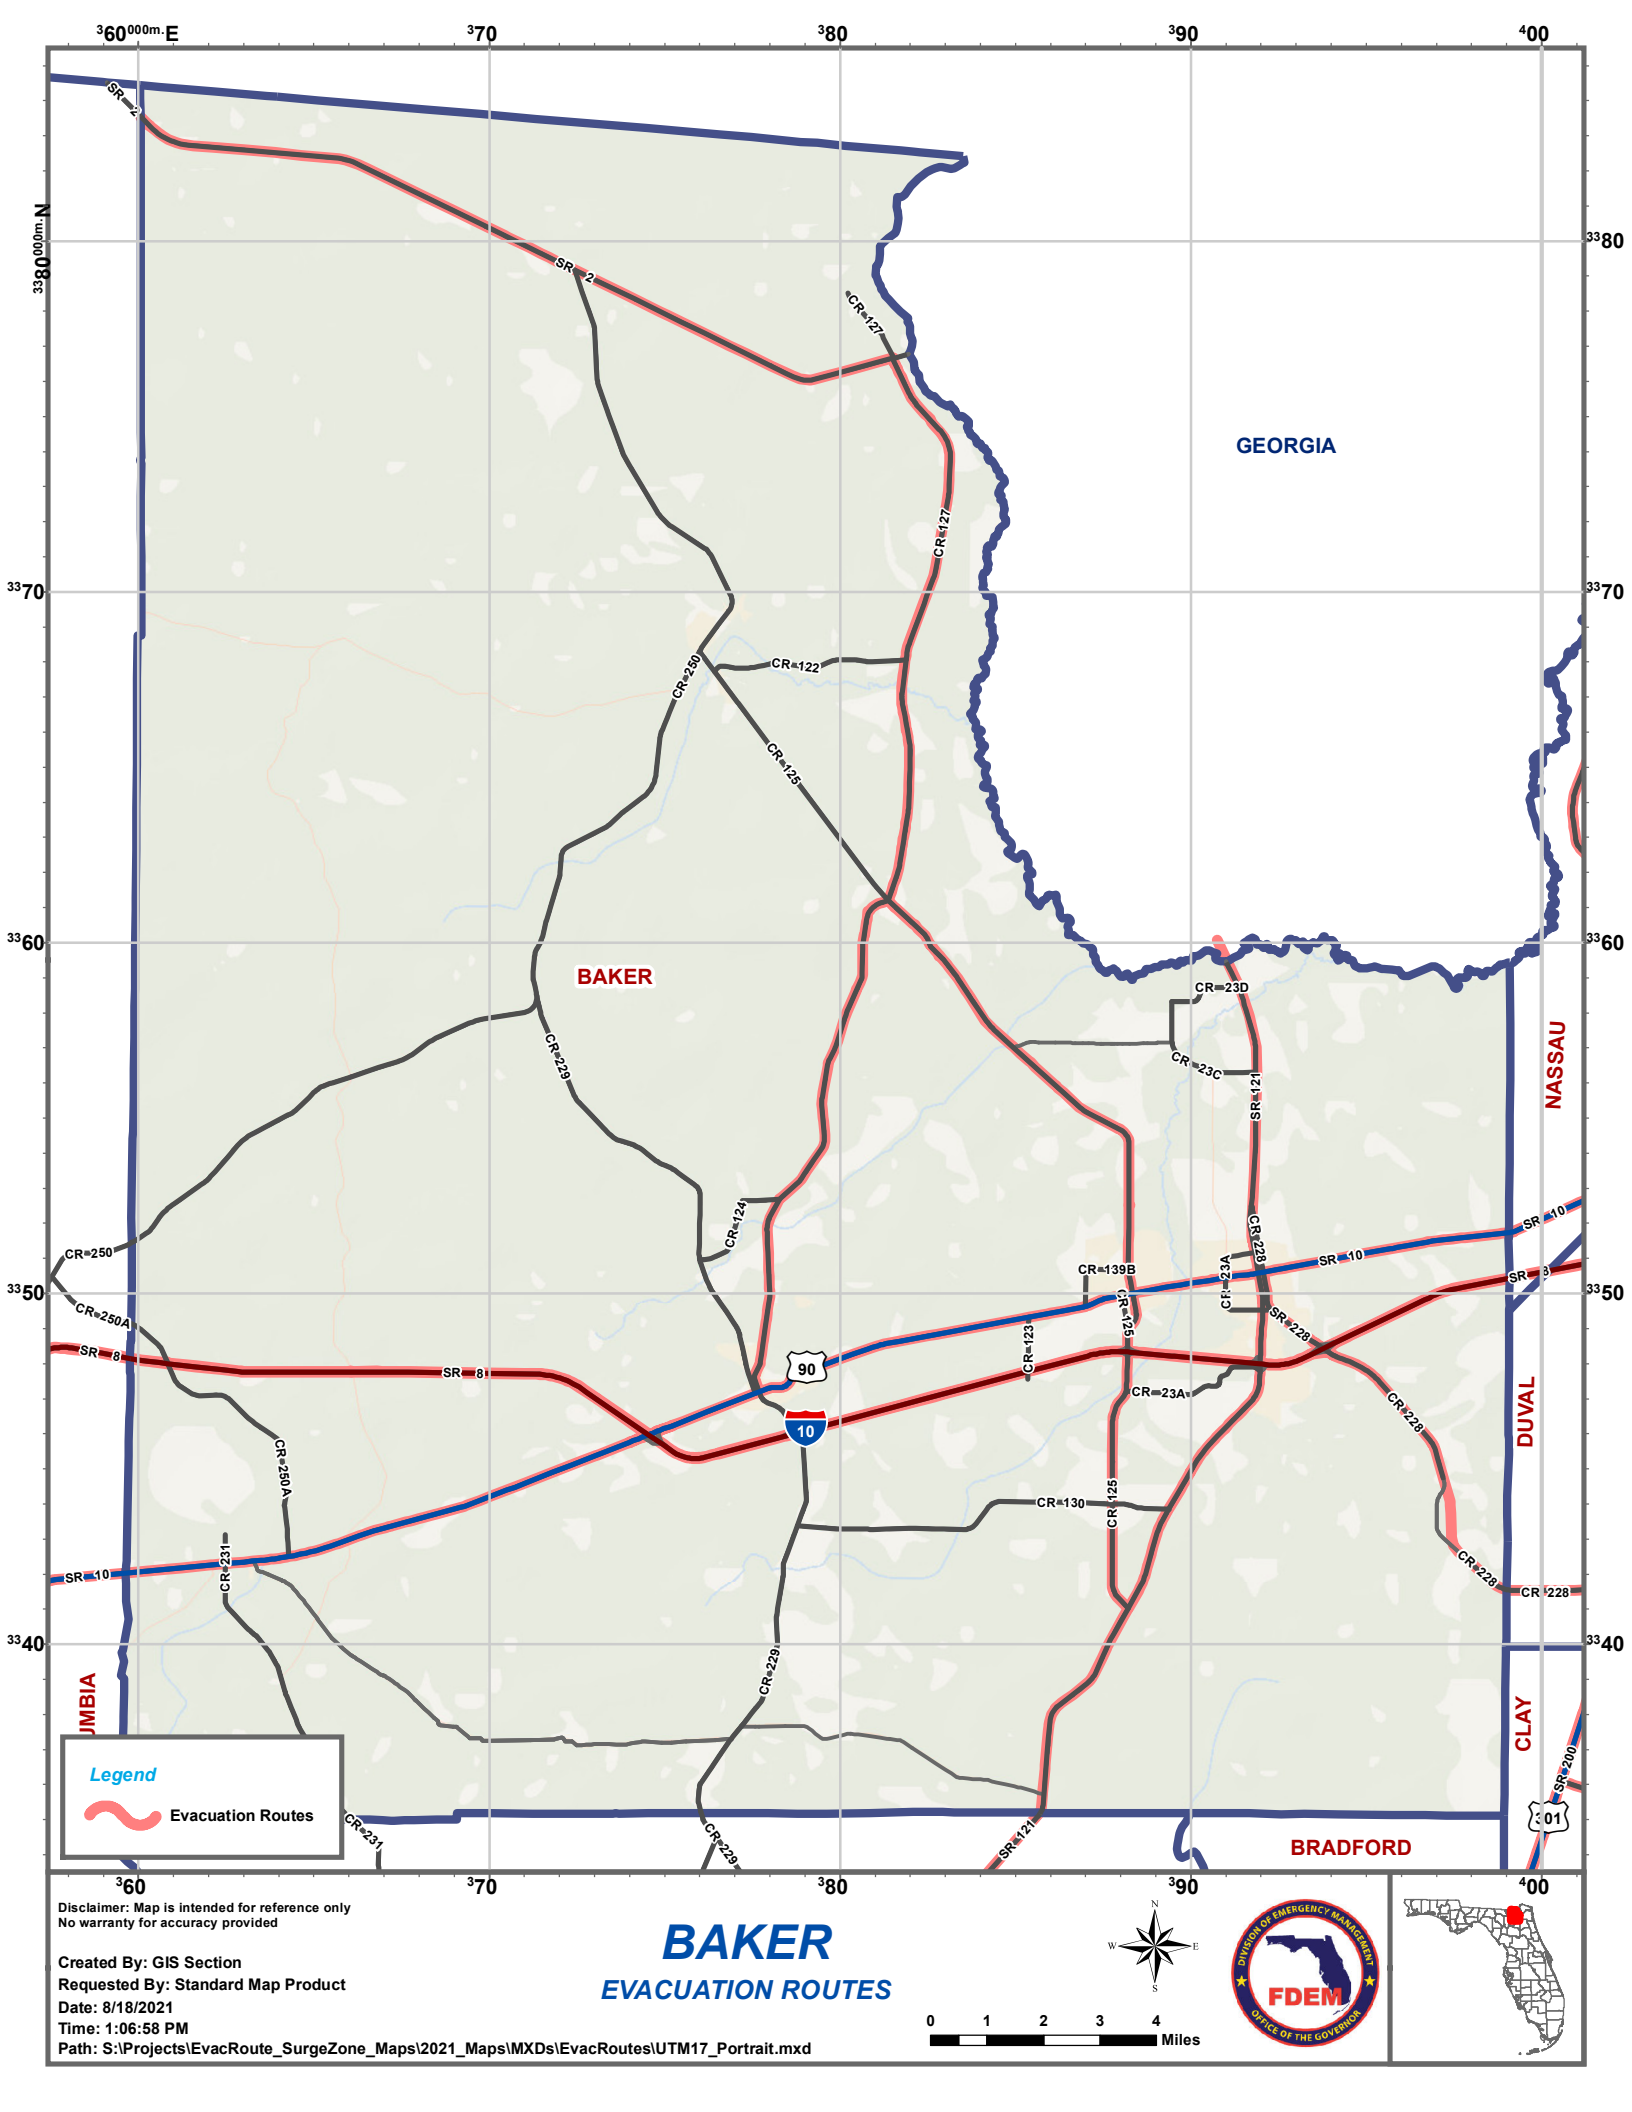 360000m. E 370 380 390 400
3380000m. N
SR 2
3380
SR 2
CR 127
GEORGIA
CR 127
3370 3370
CR 250
CR 122
CR 125
3360 3360
BAKER
CR 23D
CR 229
CR 23C
SR 121
NASSAU
CR 124
CR 228
SR 10
CR 250
SR 10
CR 139B
CR 23A
SR 8
3350 3350
CR 250A
CR 125
SR 228
CR 123
SR 8
SR 8
90
CR 23A
CR 228
DUVAL
10
CR 250A
CR 125
CR 130
CR 231
SR 10
CR 228
CR 228
3340 3340
CR 229
UMBIA
CLAY
SR 200
Legend
Evacuation Routes
301
CR 231
CR 229
SR 121
BRADFORD
360 370 380 390 400
Disclaimer: Map is intended for reference only
No warranty for accuracy provided
Created By: GIS Section
Requested By: Standard Map Product
Date: 8/18/2021
Time: 1:06:58 PM
Path: S:\Projects\EvacRoute_SurgeZone_Maps\2021_Maps\MXDs\EvacRoutes\UTM17_Portrait.mxd
BAKER
EVACUATION ROUTES
N
W E
S
0 1 2 3 4
Miles
DIVISION OF EMERGENCY MANAGEMENT
FDEM
OFFICE OF THE GOVERNOR